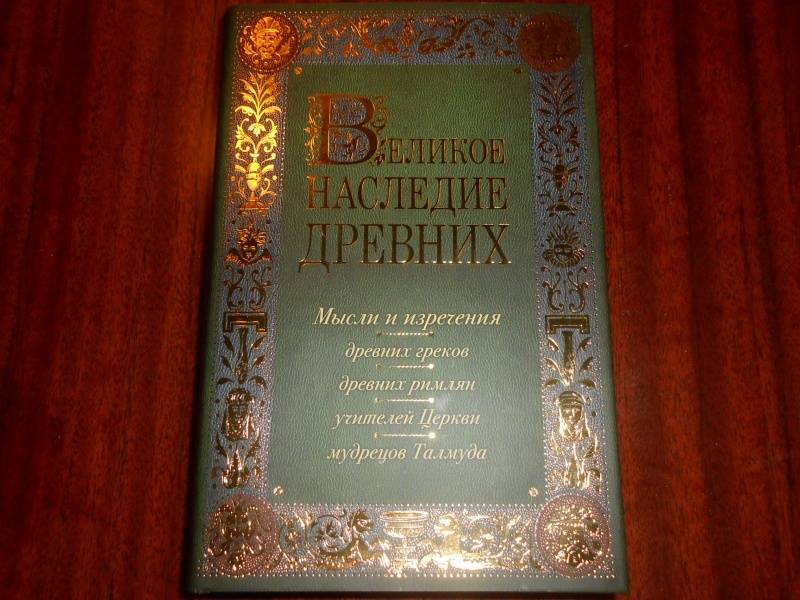 Великое
НАСЛЕДИЕ
ДРЕВНИХ
Мысли и изречения
древних греков
древних римлян
учителей Церкви
мудрецов Талмуда